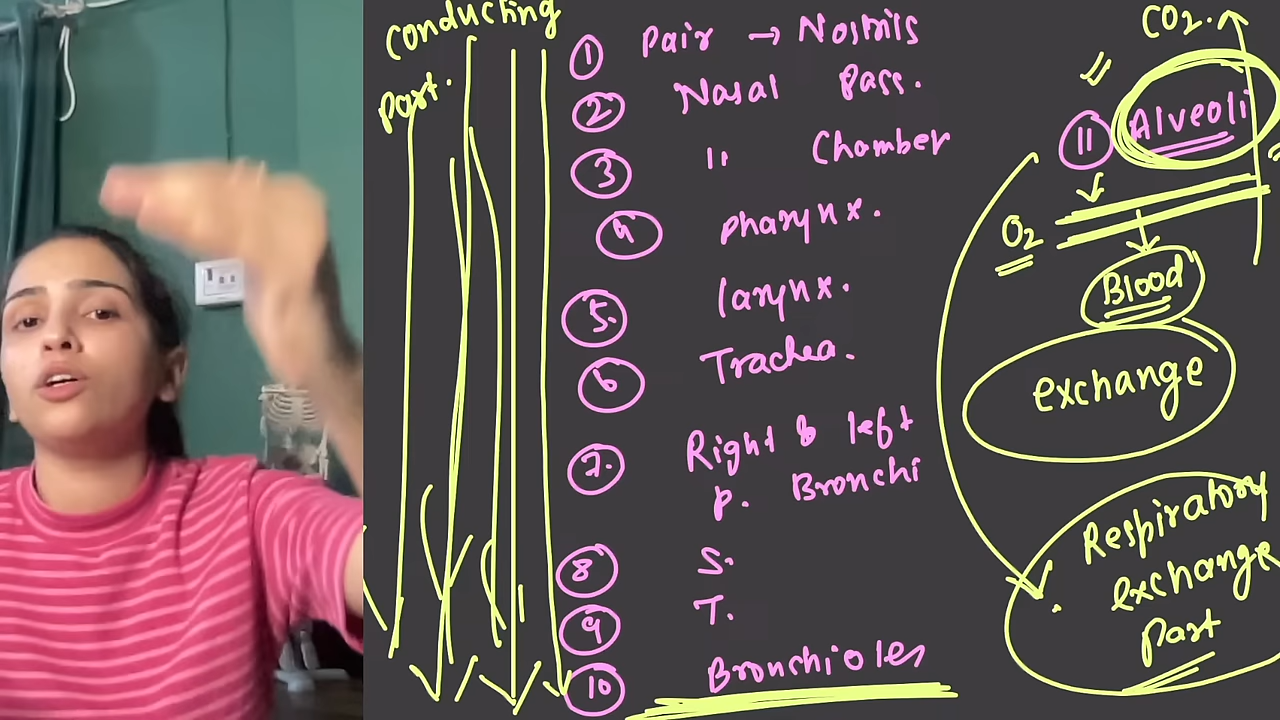 Conducting
Part.
1 Pair → Nostrils
2 Nasal Pass.
3 11 Chamber
4 Pharynx.
5. Larynx.
6 Trachea.
7. Right & left
P. Bronchi
8 S.
9 T.
10 Bronchioles
CO2.
11 Alveoli
O2
Blood
exchange
Respiratory
exchange
Part